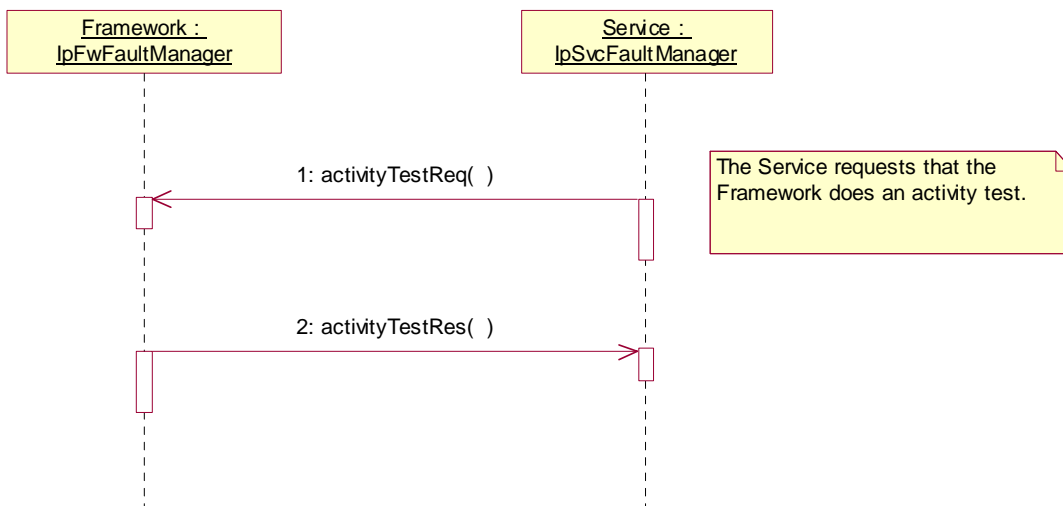 Framework :
IpFwFaultManager
Service :
IpSvcFaultManager
1: activityTestReq( )
The Service requests that the
Framework does an activity test.
2: activityTestRes( )